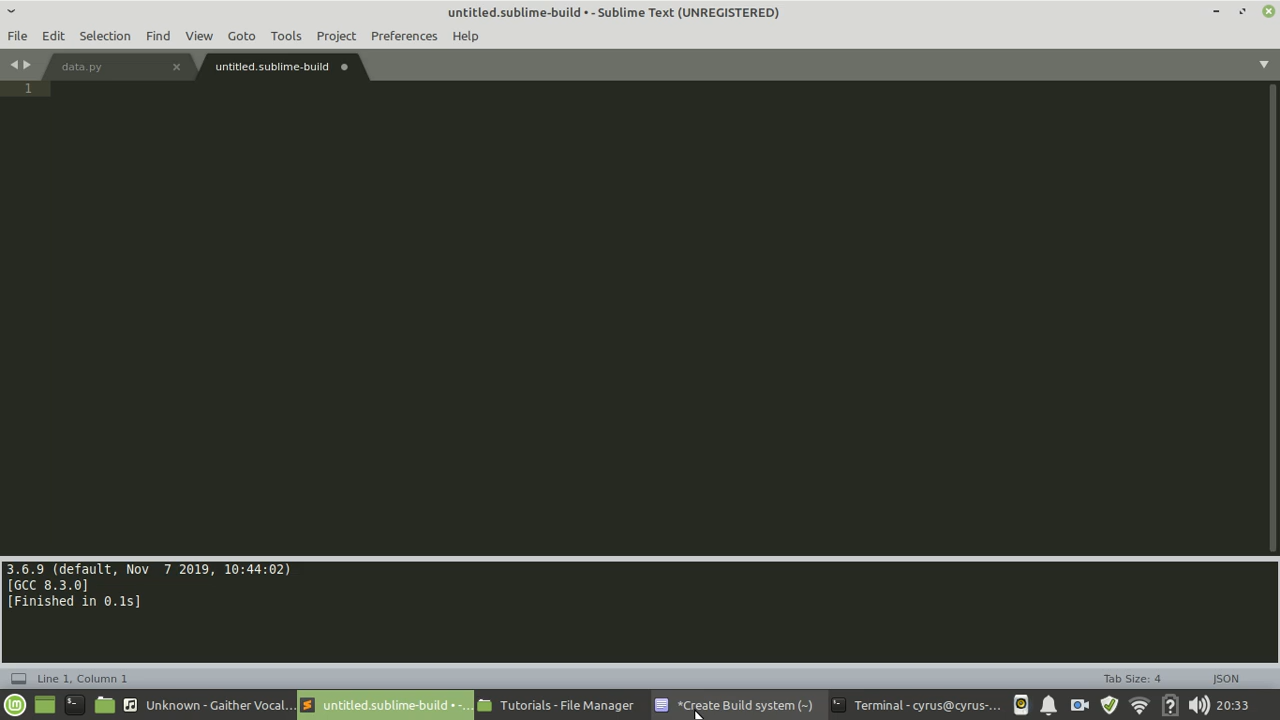 untitled.sublime-build • - Sublime Text (UNREGISTERED)
File Edit Selection Find View Goto Tools Project Preferences Help
data.py untitled.sublime-build
1
3.6.9 (default, Nov  7 2019, 10:44:02)
[GCC 8.3.0]
[Finished in 0.1s]
Line 1, Column 1 Tab Size: 4 JSON
Unknown - Gaither Vocal... untitled.sublime-build • -... Tutorials - File Manager *Create Build system (~) Terminal - cyrus@cyrus-... 20:33